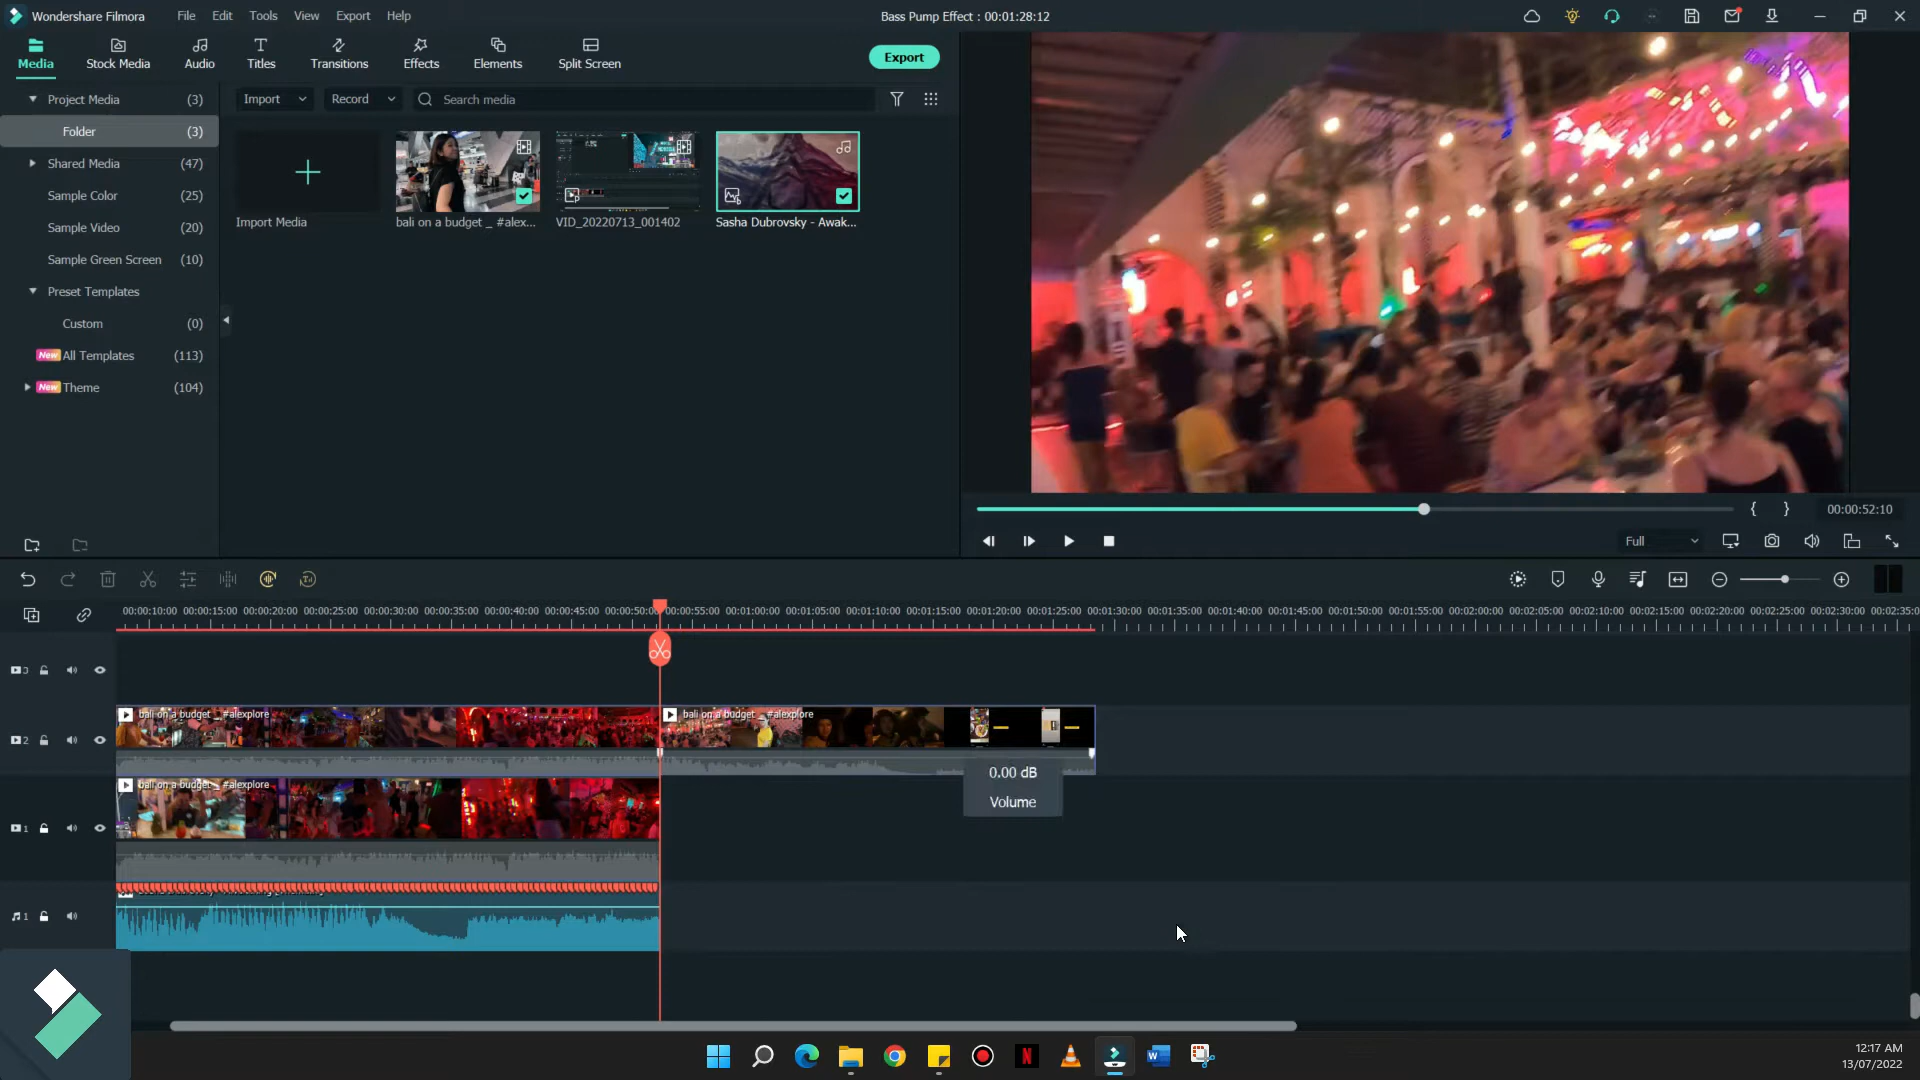 Wondershare Filmora
File
Edit
Tools
View
Export
Help
Bass Pump Effect : 00:01:28:12
Media
Stock Media
Audio
Titles
Transitions
Effects
Elements
Split Screen
Export
Project Media (3)
Folder (3)
Shared Media (47)
Sample Color (25)
Sample Video (20)
Sample Green Screen (10)
Preset Templates
Custom (0)
New All Templates (113)
New Theme (104)
Import
Record
Search media
Import Media
bali on a budget _ #alex...
VID_20220713_001402
Sasha Dubrovsky - Awak...
{ }
00:00:52:10
Full
00:00:10:00 00:00:15:00 00:00:20:00 00:00:25:00 00:00:30:00 00:00:35:00 00:00:40:00 00:00:45:00 00:00:50:00 00:00:55:00 00:01:00:00 00:01:05:00 00:01:10:00 00:01:15:00 00:01:20:00 00:01:25:00 00:01:30:00 00:01:35:00 00:01:40:00 00:01:45:00 00:01:50:00 00:01:55:00 00:02:00:00 00:02:05:00 00:02:10:00 00:02:15:00 00:02:20:00 00:02:25:00 00:02:30:00 00:02:35:0
3
2
bali on a budget _ #alexplore
bali on a budget _ #alexplore
0.00 dB
Volume
1
bali on a budget _ #alexplore
1
12:17 AM
13/07/2022